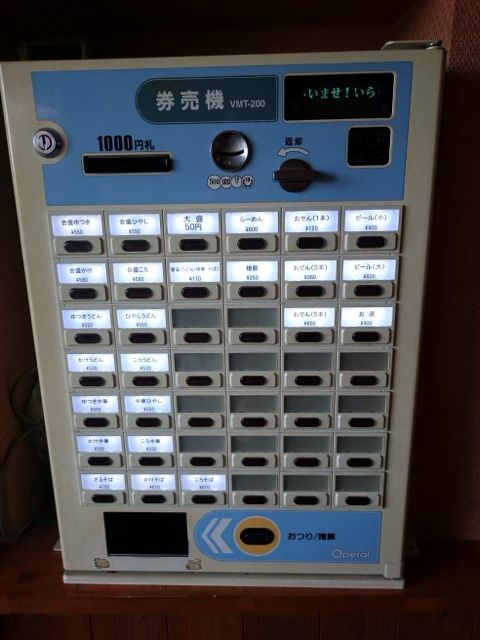 券売機 VMT-200
いませ!いら
1000円札
返却
合盛ゆつき
¥550
合盛ひやし
¥550
大盛
50円
らーめん
¥600
おでん(1本)
¥120
ビール(小)
¥450
合盛かけ
¥580
合盛ころ
¥580
¥110
¥250
おでん(3本)
¥360
ビール(大)
ゆつきうどん
¥550
ひやしうどん
¥550
おでん(5本)
¥600
お酒
¥400
かけうどん
¥530
ころうどん
¥530
ゆつき中華
¥550
中華ひやし
¥550
かけ中華
¥530
ころ中華
¥530
ざるそば
かけそば
¥610
ころそば
¥610
おつり/精算
Operal